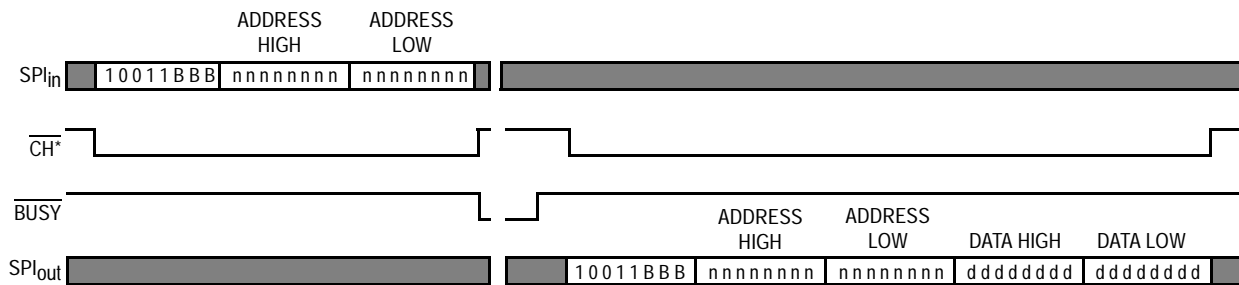 ADDRESS HIGH ADDRESS LOW
SPIin 10011BBB nnnnnnnn nnnnnnnn
CH*
BUSY
ADDRESS HIGH ADDRESS LOW DATA HIGH DATA LOW
SPIout 10011BBB nnnnnnnn nnnnnnnn dddddddd dddddddd